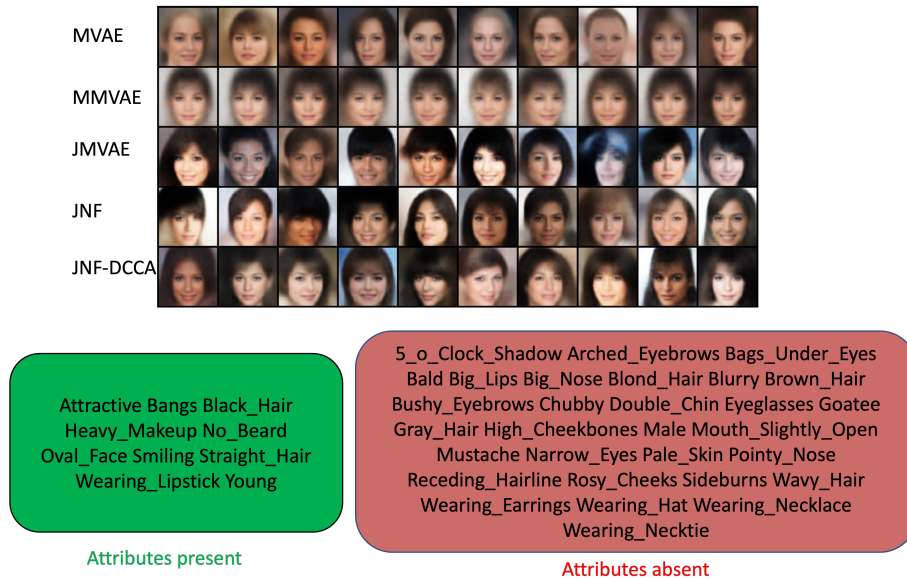 MVAE
MMVAE
JMVAE
JNF
JNF-DCCA
Attractive Bangs Black_Hair
Heavy_Makeup No_Beard
Oval_Face Smiling Straight_Hair
Wearing_Lipstick Young
Attributes present
5_o_Clock_Shadow Arched_Eyebrows Bags_Under_Eyes
Bald Big_Lips Big_Nose Blond_Hair Blurry Brown_Hair
Bushy_Eyebrows Chubby Double_Chin Eyeglasses Goatee
Gray_Hair High_Cheekbones Male Mouth_Slightly_Open
Mustache Narrow_Eyes Pale_Skin Pointy_Nose
Receding_Hairline Rosy_Cheeks Sideburns Wavy_Hair
Wearing_Earrings Wearing_Hat Wearing_Necklace
Wearing_Necktie
Attributes absent